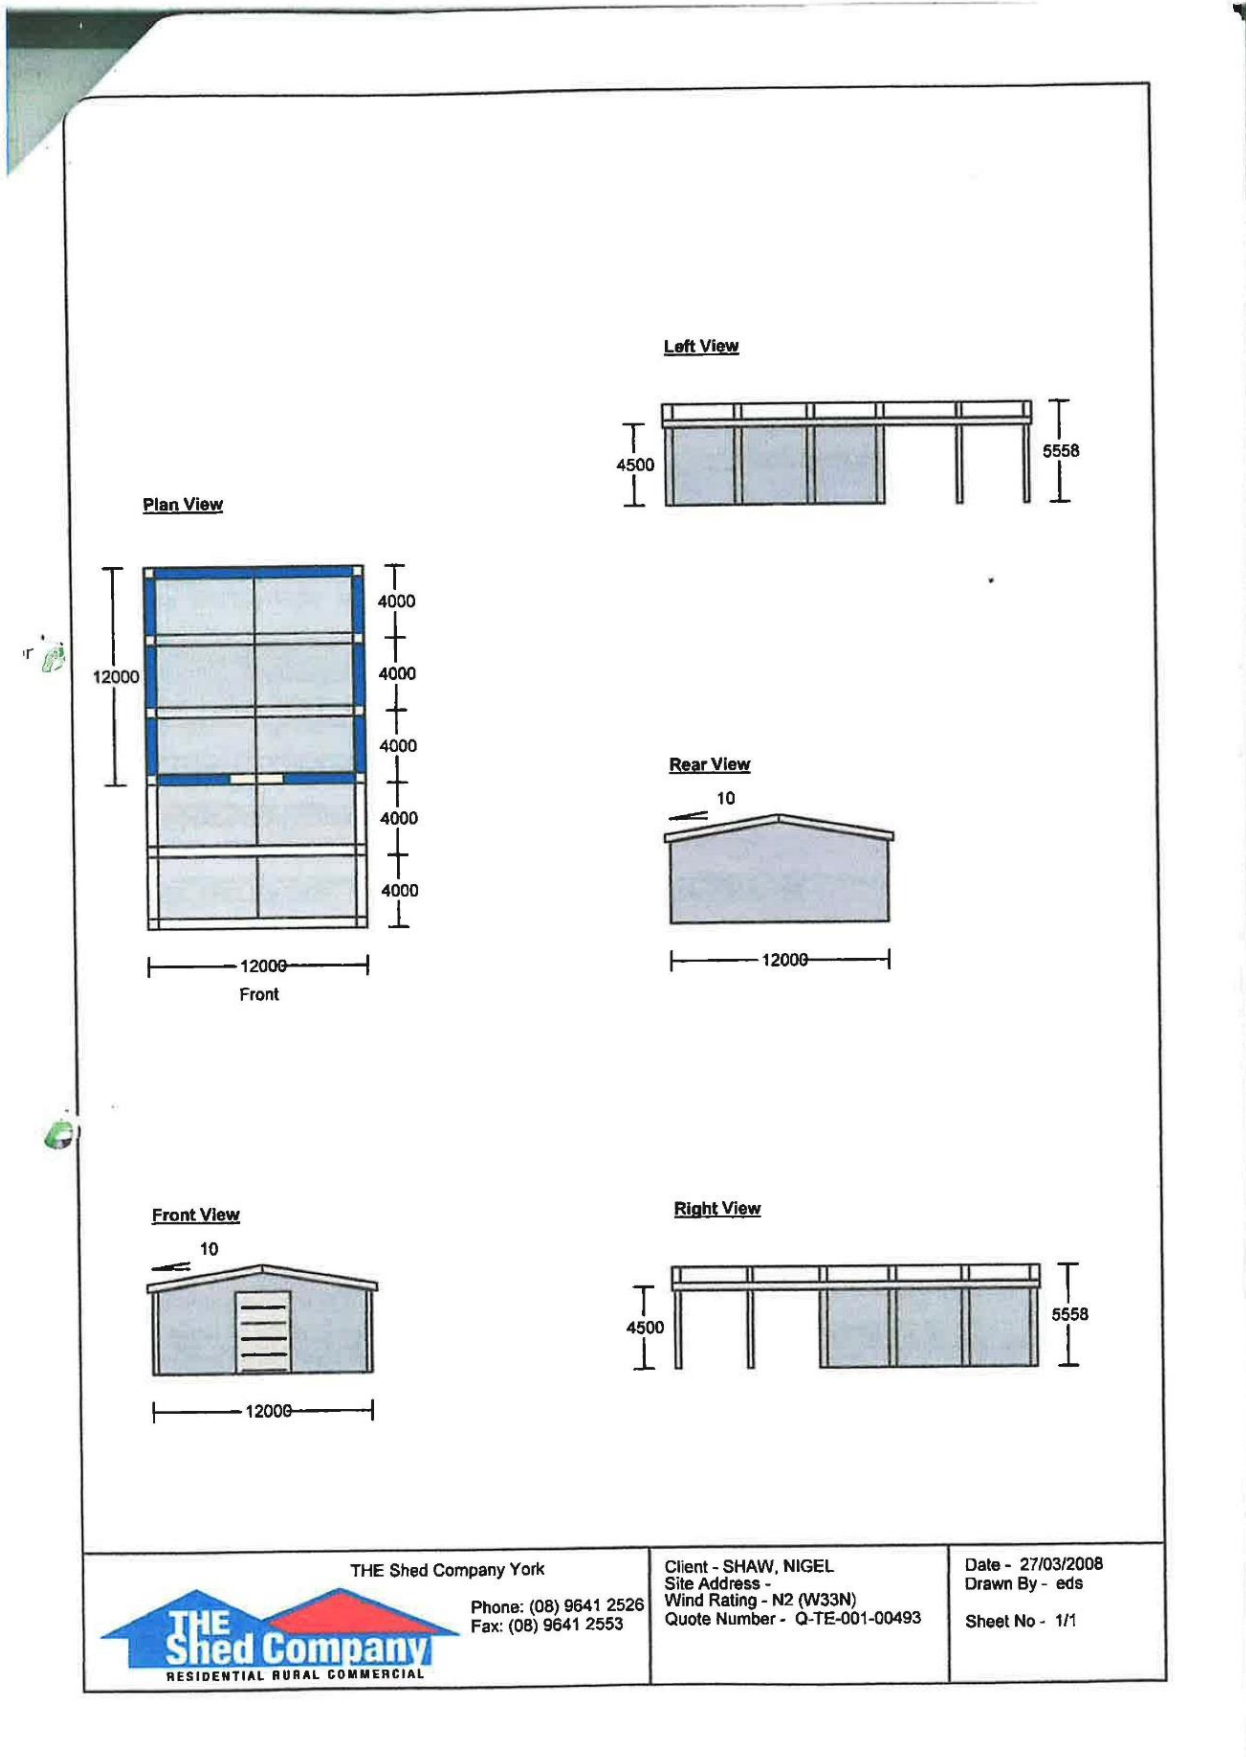 Left View
4500
5558
Plan View
12000
4000
4000
4000
4000
4000
12000
Front
Rear View
10
12000
Front View
10
12000
Right View
4500
5558
THE Shed Company York
Phone: (08) 9641 2526
Fax: (08) 9641 2553
THE
Shed Company
RESIDENTIAL RURAL COMMERCIAL
Client - SHAW, NIGEL
Site Address -
Wind Rating - N2 (W33N)
Quote Number - Q-TE-001-00493
Date - 27/03/2008
Drawn By - eds
Sheet No - 1/1